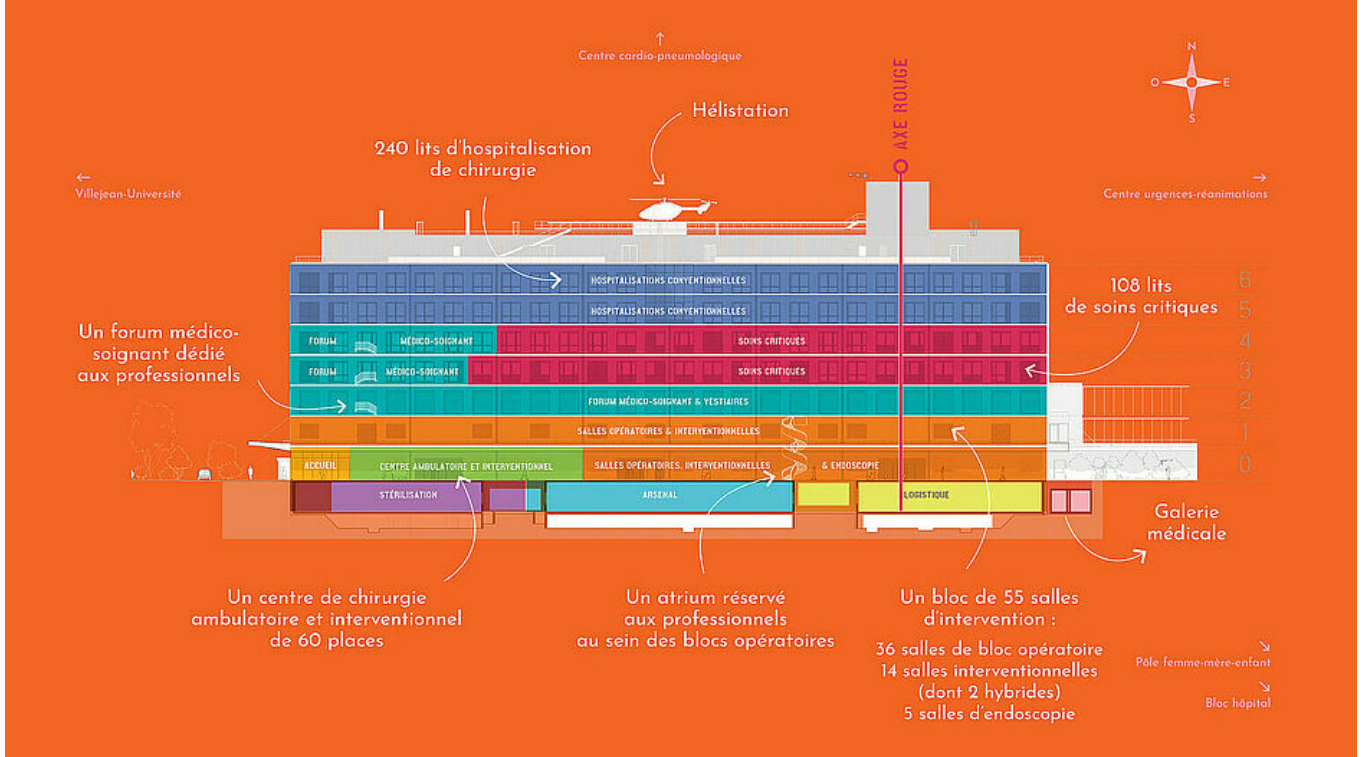 ↑
Centre cardio-pneumologique
N
O
E
S
AXE ROUGE
Hélistation
240 lits d'hospitalisation
de chirurgie
←
Villejean-Université
→
Centre urgences-réanimations
HOSPITALISATIONS CONVENTIONNELLES
6
108 lits
de soins critiques
HOSPITALISATIONS CONVENTIONNELLES
5
Un forum médico-
soignant dédié
aux professionnels
FORUM MÉDICO-SOIGNANT
SOINS CRITIQUES
4
FORUM MÉDICO-SOIGNANT
SOINS CRITIQUES
3
FORUM MÉDICO-SOIGNANT & VESTIAIRES
2
SALLES OPÉRATOIRES & INTERVENTIONNELLES
1
ACCUEIL
CENTRE AMBULATOIRE ET INTERVENTIONNEL
SALLES OPÉRATOIRES, INTERVENTIONNELLES & ENDOSCOPIE
0
STÉRILISATION
ARSENAL
LOGISTIQUE
Galerie
médicale
Un centre de chirurgie
ambulatoire et interventionnel
de 60 places
Un atrium réservé
aux professionnels
au sein des blocs opératoires
Un bloc de 55 salles
d'intervention :
36 salles de bloc opératoire
14 salles interventionnelles
(dont 2 hybrides)
5 salles d'endoscopie
↘
Pôle femme-mère-enfant
↘
Bloc hôpital